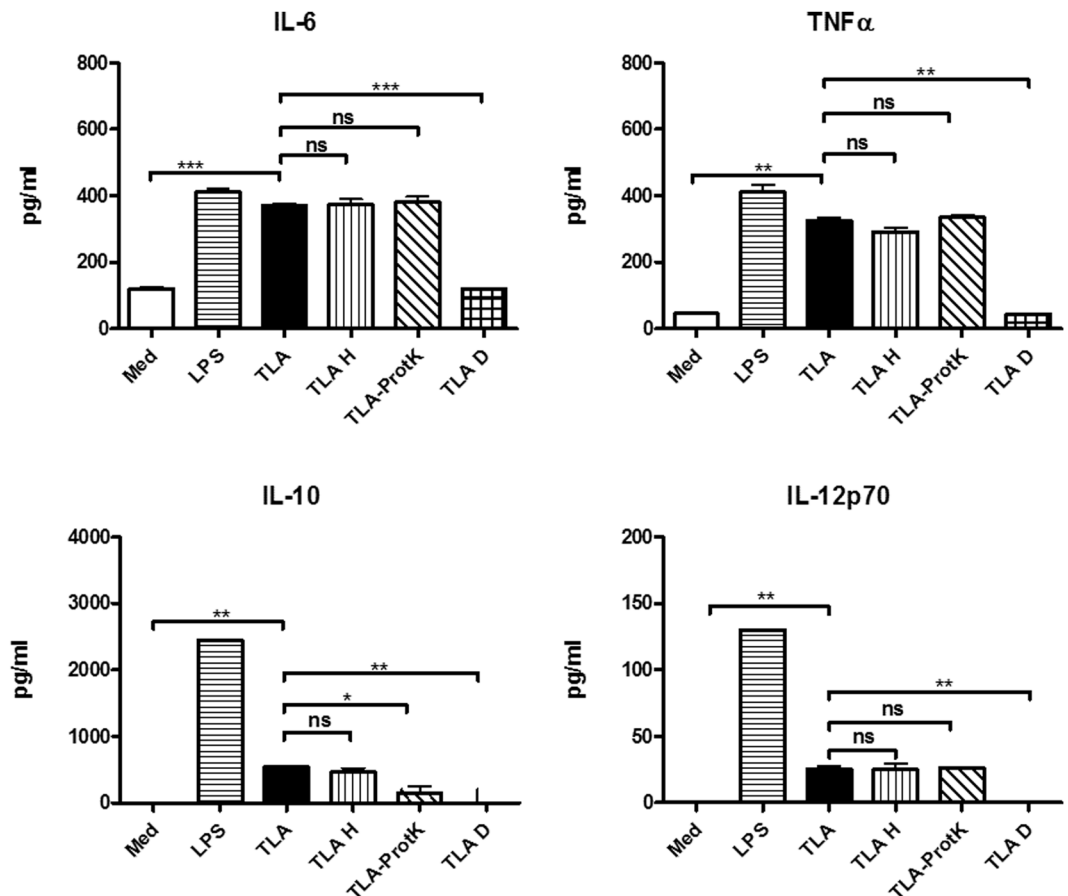 IL-6
800
600
400
200
0
pg/ml
***
ns
ns
***
Med
LPS
TLA
TLA H
TLA-ProtK
TLA D
TNFα
800
600
400
200
0
pg/ml
**
ns
ns
**
Med
LPS
TLA
TLA H
TLA-ProtK
TLA D
IL-10
4000
3000
2000
1000
0
pg/ml
**
**
*
ns
Med
LPS
TLA
TLA H
TLA-ProtK
TLA D
IL-12p70
200
150
100
50
0
pg/ml
**
**
ns
ns
Med
LPS
TLA
TLA H
TLA-ProtK
TLA D